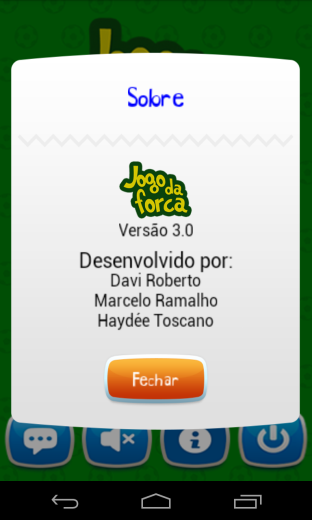 Sobre
Jogo da
forca
Versão 3.0
Desenvolvido por:
Davi Roberto
Marcelo Ramalho
Haydée Toscano
Fechar